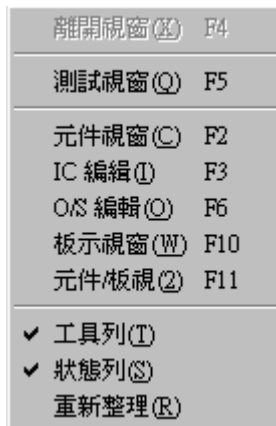 離開視窗(X) F4
測試視窗(Q) F5
元件視窗(C) F2
IC 編輯(I) F3
O/S 編輯(O) F6
板示視窗(W) F10
元件/板視(2) F11
✔ 工具列(T)
✔ 狀態列(S)
重新整理(R)